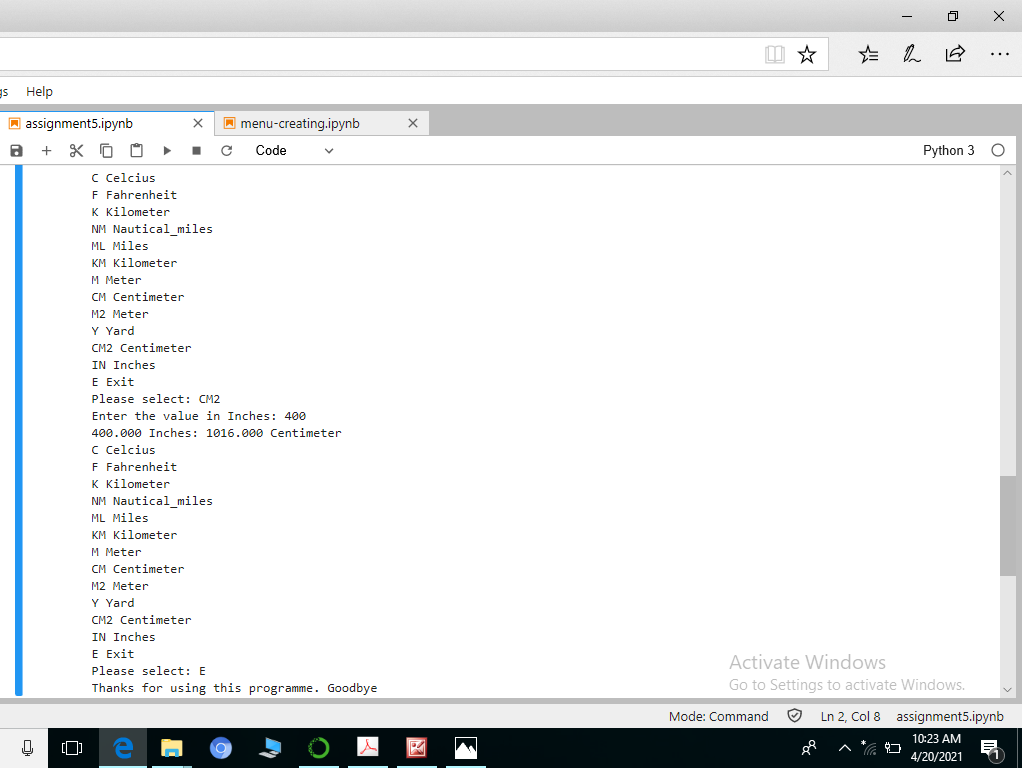 gs Help
assignment5.ipynb menu-creating.ipynb
Code Python 3
C Celcius
F Fahrenheit
K Kilometer
NM Nautical_miles
ML Miles
KM Kilometer
M Meter
CM Centimeter
M2 Meter
Y Yard
CM2 Centimeter
IN Inches
E Exit
Please select: CM2
Enter the value in Inches: 400
400.000 Inches: 1016.000 Centimeter
C Celcius
F Fahrenheit
K Kilometer
NM Nautical_miles
ML Miles
KM Kilometer
M Meter
CM Centimeter
M2 Meter
Y Yard
CM2 Centimeter
IN Inches
E Exit
Please select: E
Thanks for using this programme. Goodbye
Activate Windows
Go to Settings to activate Windows.
Mode: Command Ln 2, Col 8 assignment5.ipynb
10:23 AM
4/20/2021
1